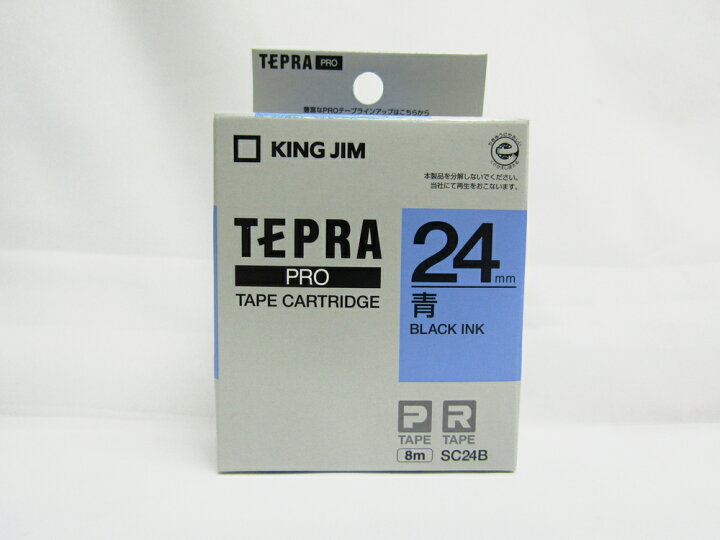 TEPRA PRO
豊富なPROテープラインアップはこちらから
KING JIM
本製品を分解しないでください。
当社にて再生をおこないます。
TEPRA
PRO
TAPE CARTRIDGE
24mm
青
BLACK INK
P R
TAPE TAPE
8m SC24B